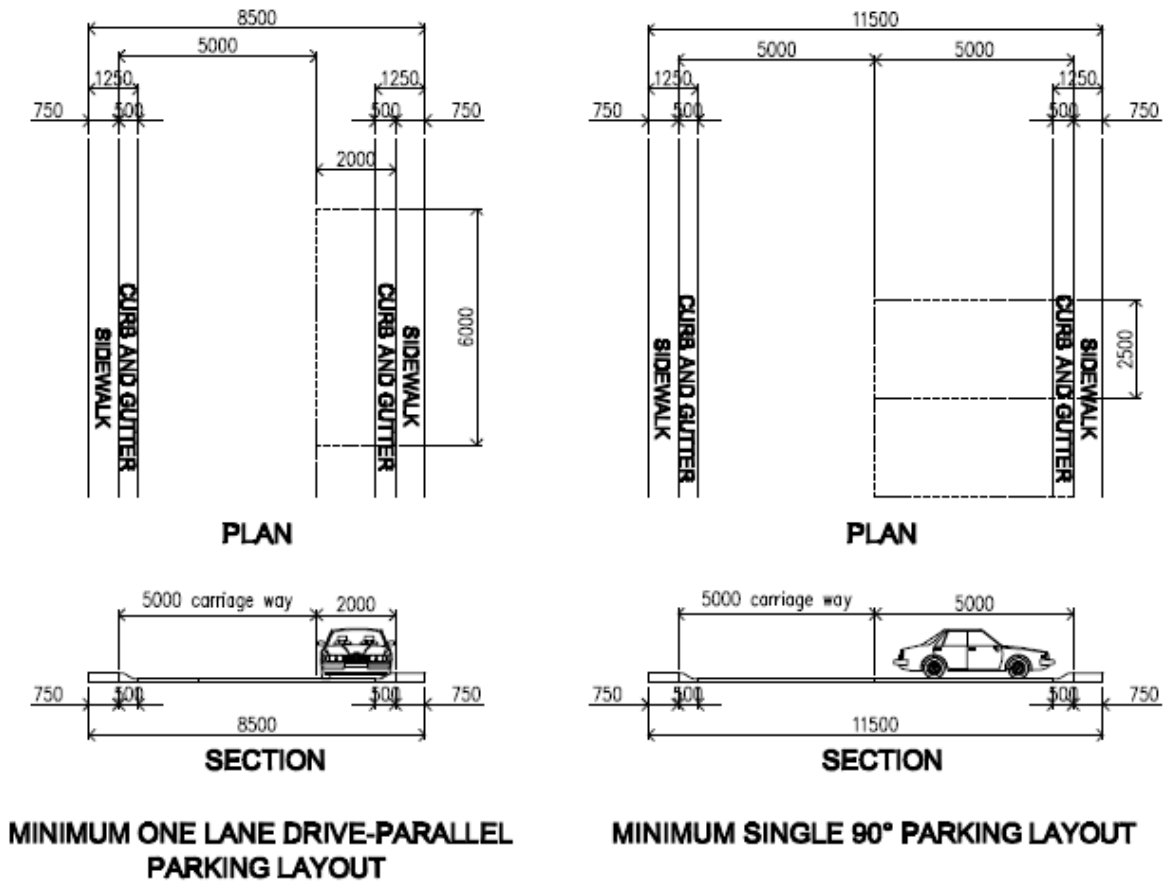 8500
5000
1250
1250
750
500
500
750
2000
6000
SIDEWALK
CURB AND GUTTER
CURB AND GUTTER
SIDEWALK
PLAN
5000 carriage way
2000
750
500
500
750
8500
SECTION
MINIMUM ONE LANE DRIVE-PARALLEL
PARKING LAYOUT
11500
5000
5000
1250
1250
750
500
500
750
2500
SIDEWALK
CURB AND GUTTER
CURB AND GUTTER
SIDEWALK
PLAN
5000 carriage way
5000
750
500
500
750
11500
SECTION
MINIMUM SINGLE 90° PARKING LAYOUT